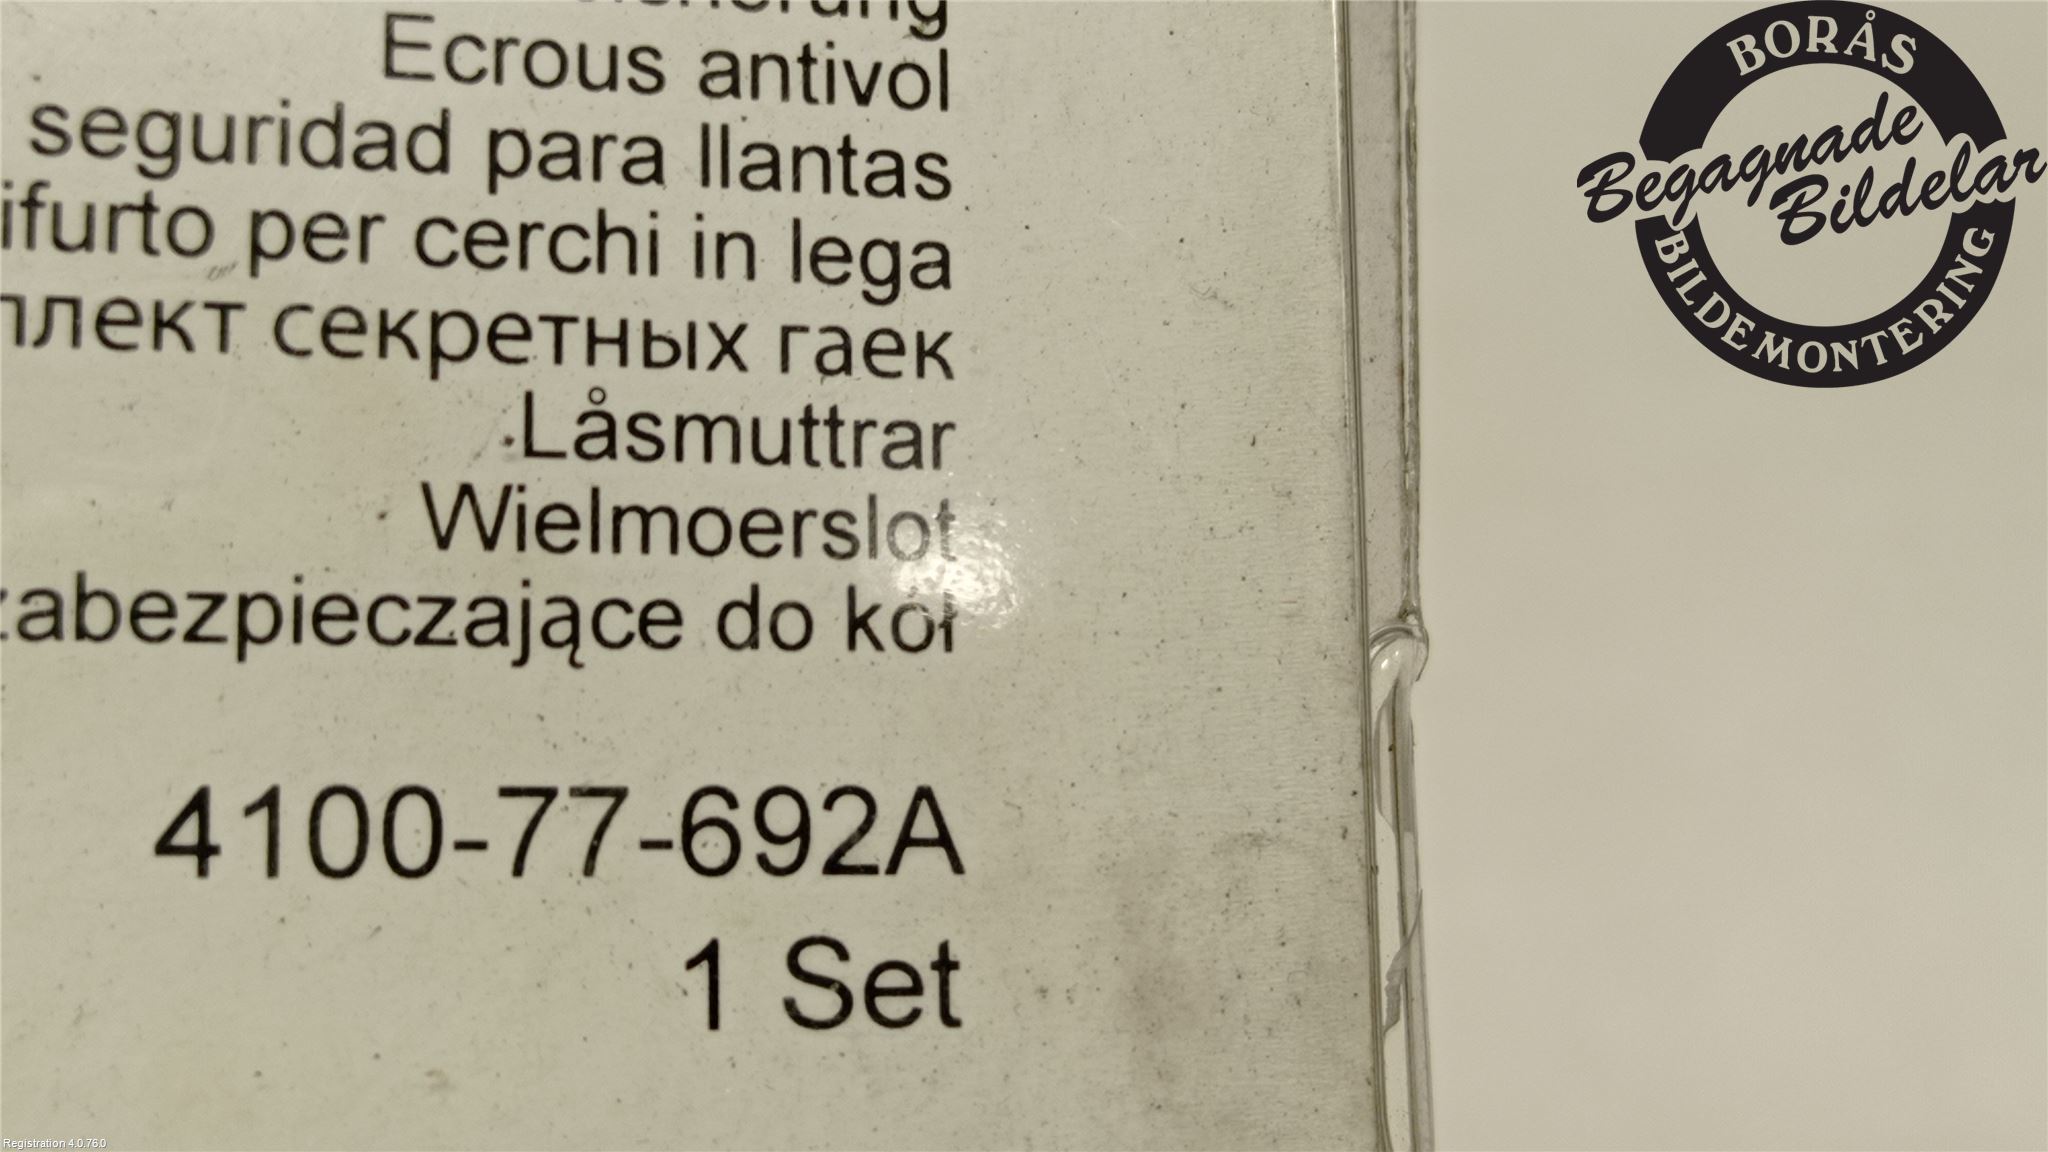 Ecrous antivol
seguridad para llantas
ifurto per cerchi in lega
плект секретных гаек
Låsmuttrar
Wielmoerslot
zabezpieczające do kół
4100-77-692A
1 Set
BORÅS
Begagnade
Bildelar
BILDEMONTERING
Registration 4.0.76.0